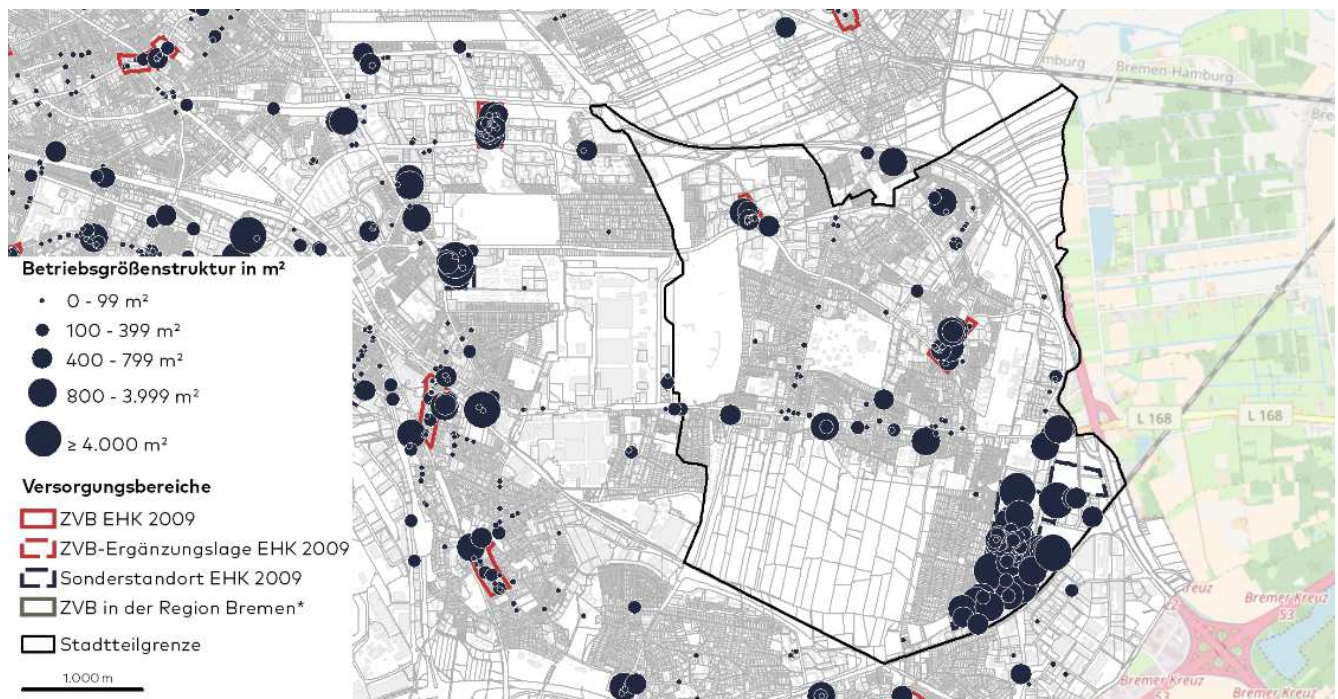 Bremen-Hamburg
Betriebsgrößenstruktur in m²
0 - 99 m²
100 - 399 m²
400 - 799 m²
800 - 3.999 m²
≥ 4.000 m²
Versorgungsbereiche
ZVB EHK 2009
ZVB-Ergänzungslage EHK 2009
Sonderstandort EHK 2009
ZVB in der Region Bremen*
Stadtteilgrenze
1.000 m
L 168
L 168
Bremer Kreuz
S3
Bremer Kreuz
Bremer Kreuz
S3